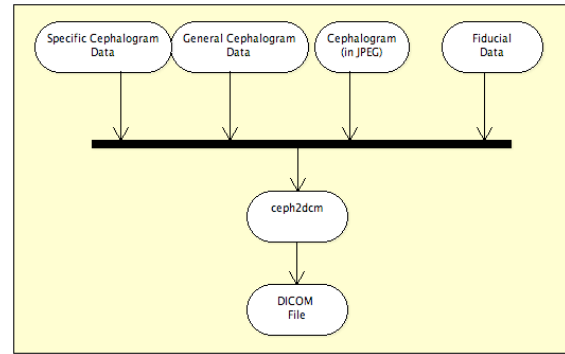 Specific Cephalogram
Data
General Cephalogram
Data
Cephalogram
(in JPEG)
Fiducial
Data
ceph2dcm
DICOM
File